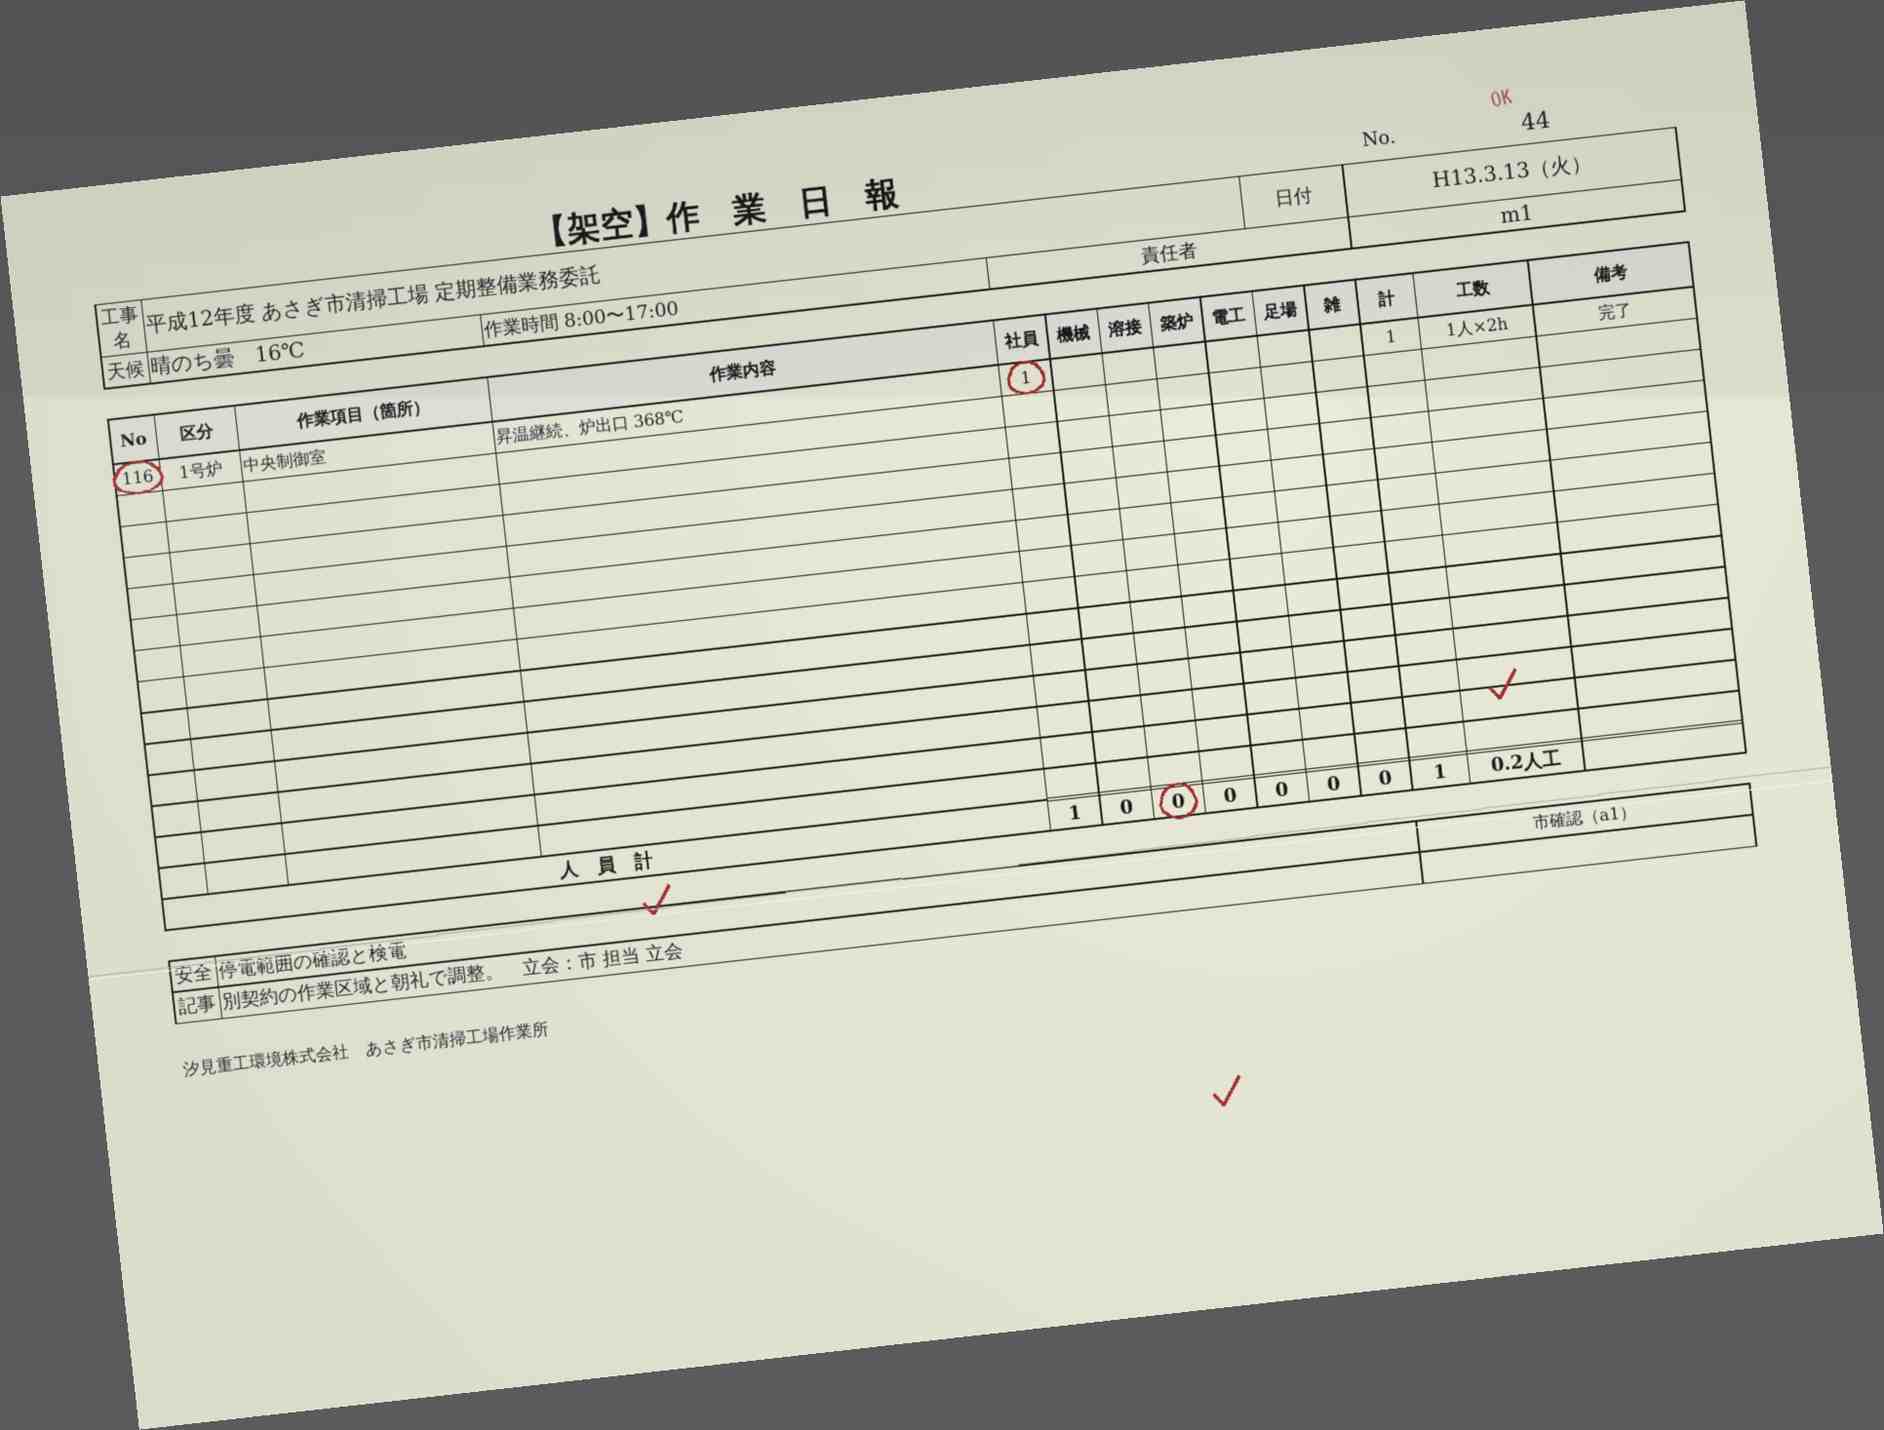 OK
No. 44
【架空】作 業 日 報
工事名 平成12年度 あさぎ市清掃工場 定期整備業務委託 日付 H13.3.13（火）
天候 晴のち曇 16℃ 作業時間 8:00〜17:00 責任者 m1
No 区分 作業項目（箇所） 作業内容 社員 機械 溶接 築炉 電工 足場 雑 計 工数 備考
116 1号炉 中央制御室 昇温継続、炉出口 368℃ 1 1 1人×2h 完了
人 員 計 1 0 0 0 0 0 0 1 0.2人工
安全 停電範囲の確認と検電 市確認（a1）
記事 別契約の作業区域と朝礼で調整。 立会：市 担当 立会
汐見重工環境株式会社 あさぎ市清掃工場作業所